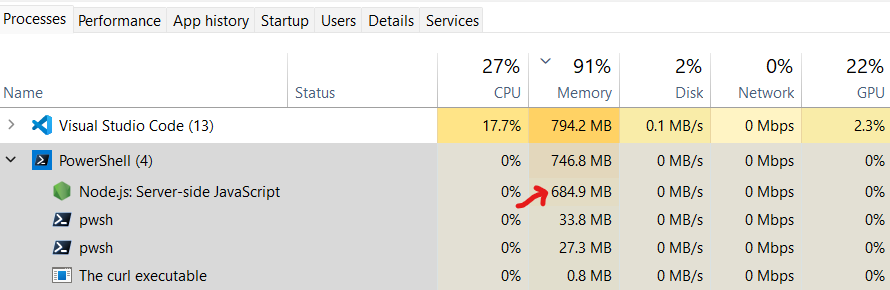 Processes Performance App history Startup Users Details Services
27% 91% 2% 0% 22%
Name Status CPU Memory Disk Network GPU
Visual Studio Code (13) 17.7% 794.2 MB 0.1 MB/s 0 Mbps 2.3%
PowerShell (4) 0% 746.8 MB 0 MB/s 0 Mbps 0%
Node.js: Server-side JavaScript 0% 684.9 MB 0 MB/s 0 Mbps 0%
pwsh 0% 33.8 MB 0 MB/s 0 Mbps 0%
pwsh 0% 27.3 MB 0 MB/s 0 Mbps 0%
The curl executable 0% 0.8 MB 0 MB/s 0 Mbps 0%